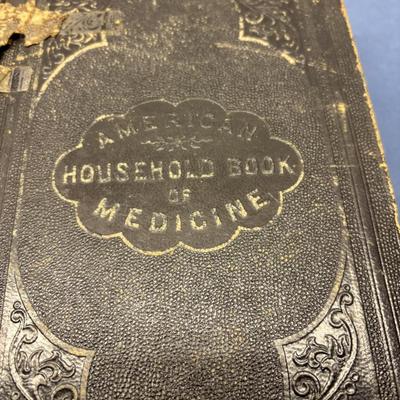 AMERICAN
HOUSEHOLD BOOK
OF
MEDICINE